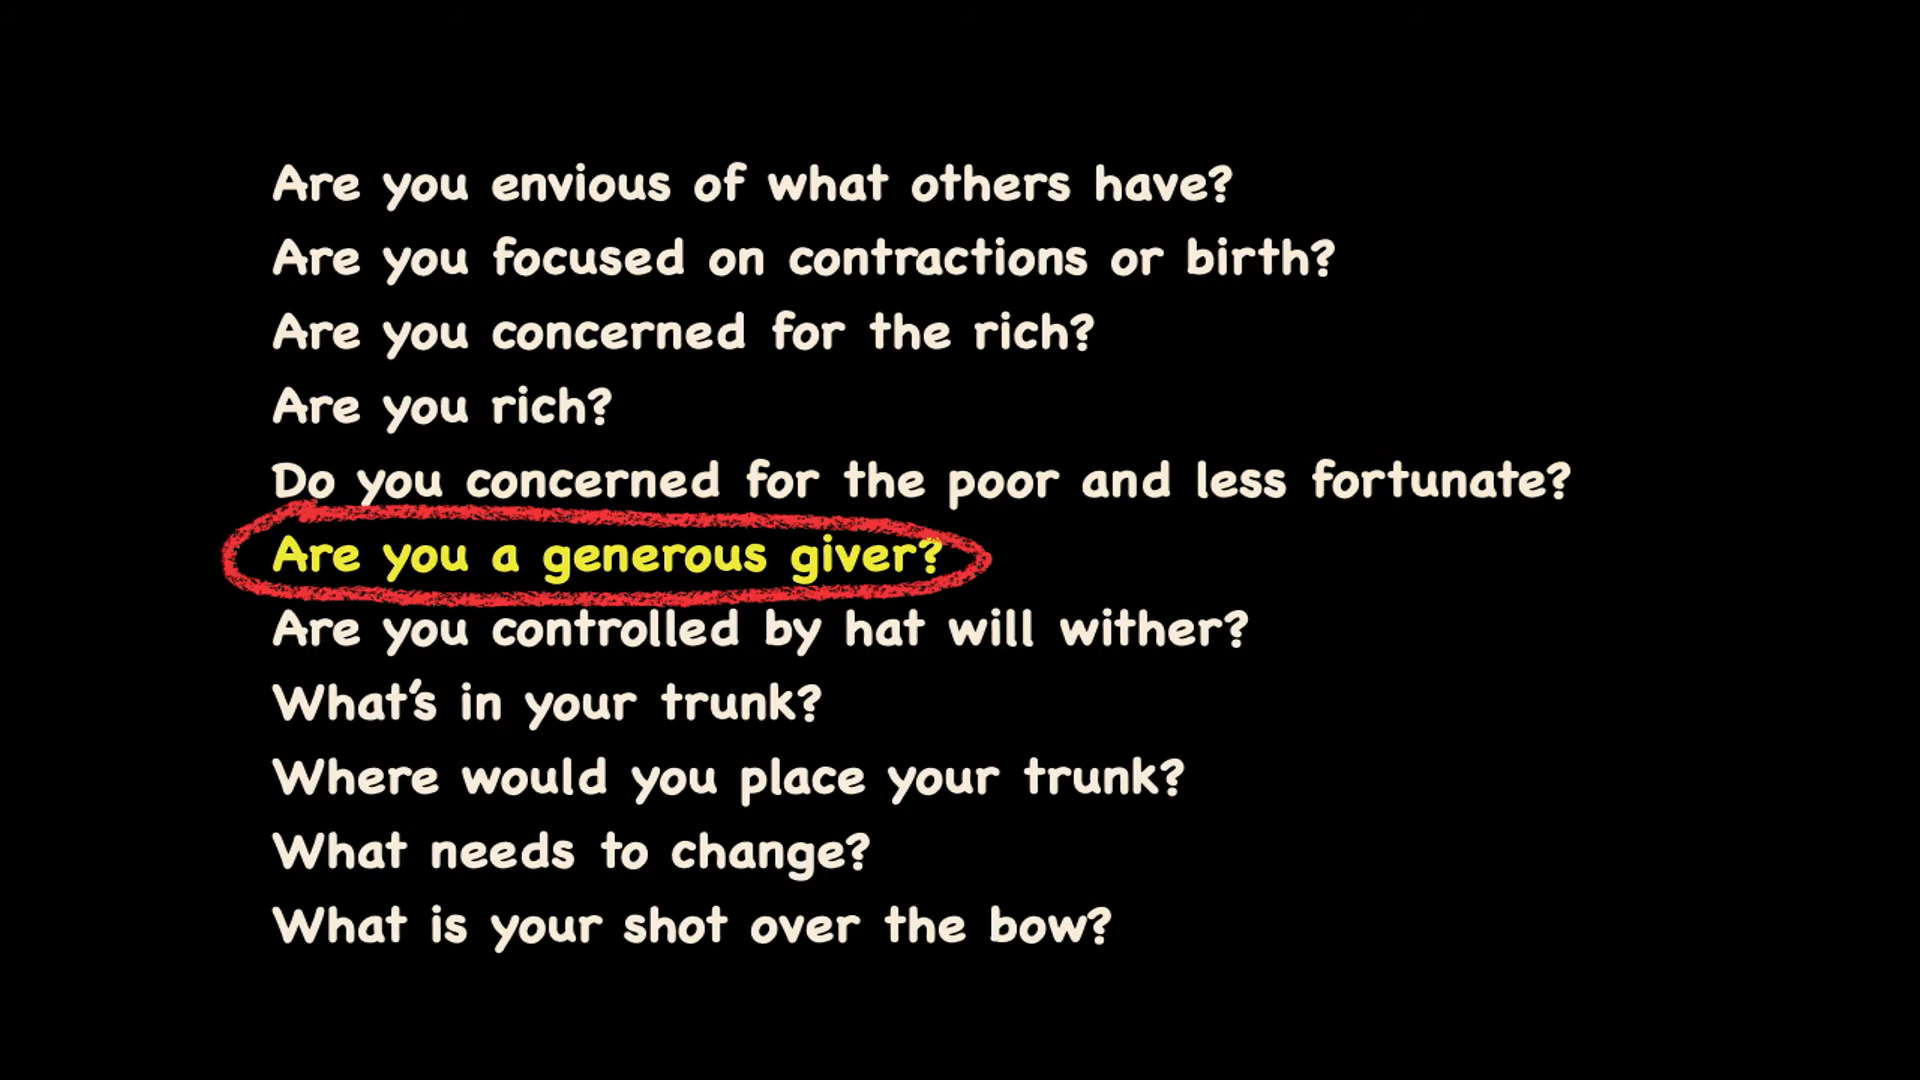 Are you envious of what others have?
Are you focused on contractions or birth?
Are you concerned for the rich?
Are you rich?
Do you concerned for the poor and less fortunate?
Are you a generous giver?
Are you controlled by hat will wither?
What's in your trunk?
Where would you place your trunk?
What needs to change?
What is your shot over the bow?